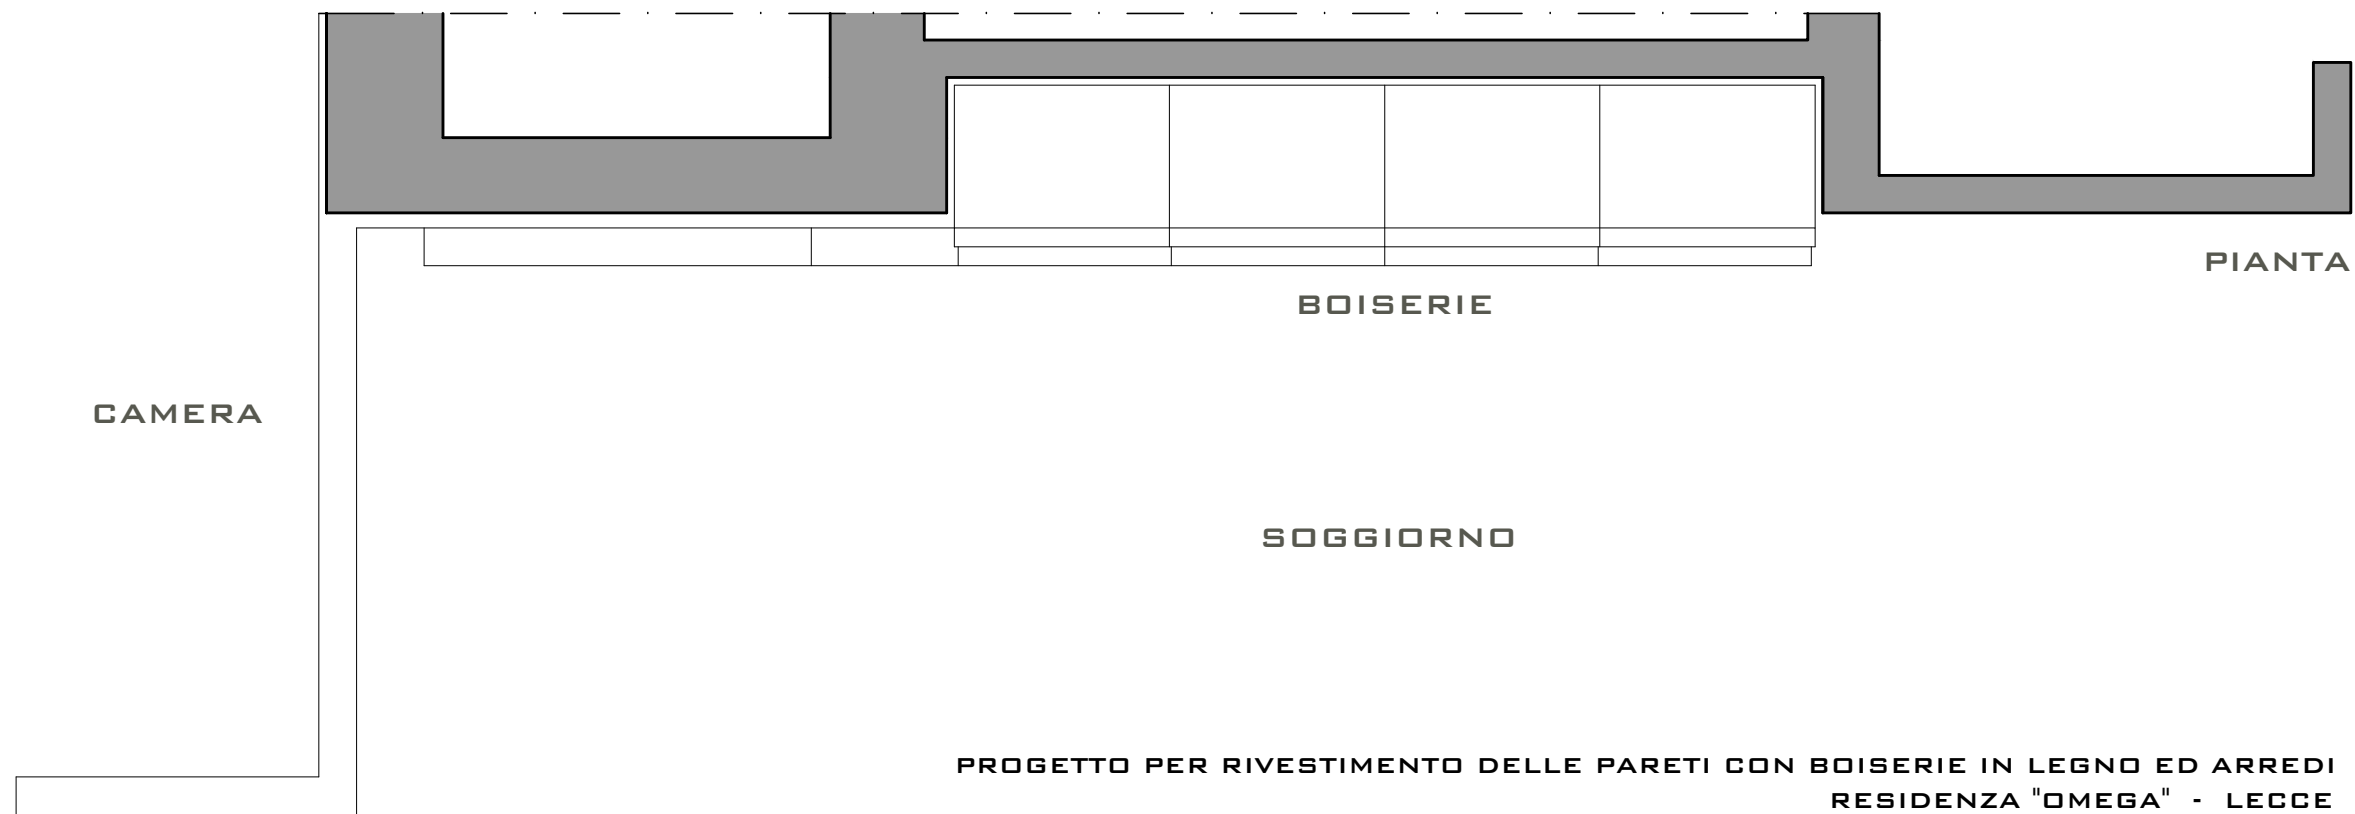 PIANTA
BOISERIE
CAMERA
SOGGIORNO
PROGETTO PER RIVESTIMENTO DELLE PARETI CON BOISERIE IN LEGNO ED ARREDI
RESIDENZA "OMEGA" - LECCE